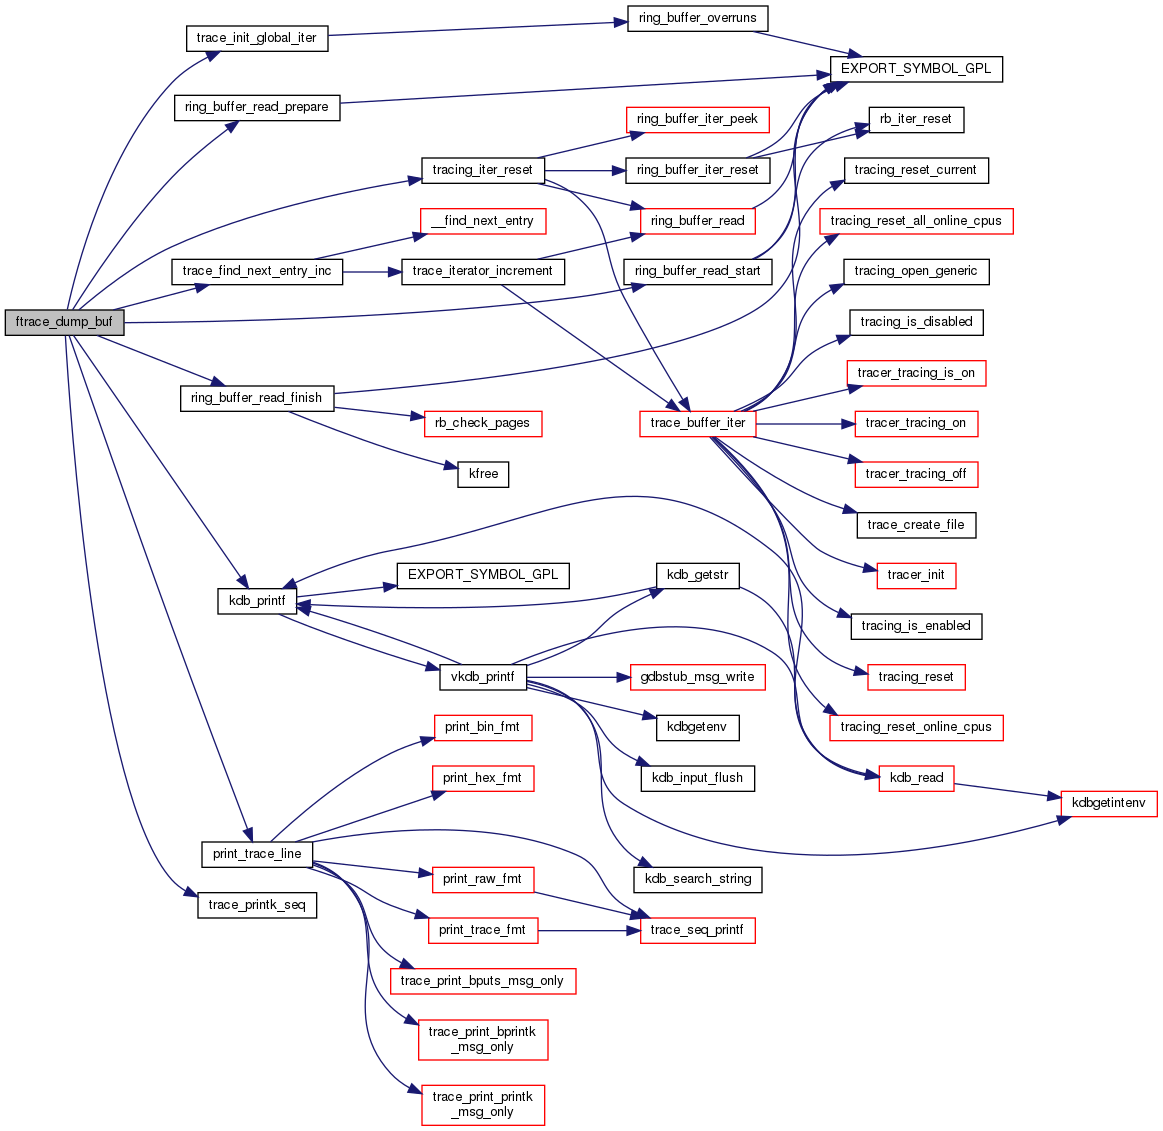 ring_buffer_overruns
trace_init_global_iter
EXPORT_SYMBOL_GPL
ring_buffer_read_prepare
ring_buffer_iter_peek
rb_iter_reset
tracing_iter_reset
ring_buffer_iter_reset
tracing_reset_current
__find_next_entry
ring_buffer_read
tracing_reset_all_online_cpus
trace_find_next_entry_inc
trace_iterator_increment
ring_buffer_read_start
tracing_open_generic
ftrace_dump_buf
tracing_is_disabled
tracer_tracing_is_on
ring_buffer_read_finish
rb_check_pages
trace_buffer_iter
tracer_tracing_on
kfree
tracer_tracing_off
trace_create_file
EXPORT_SYMBOL_GPL
kdb_getstr
tracer_init
kdb_printf
tracing_is_enabled
vkdb_printf
gdbstub_msg_write
tracing_reset
print_bin_fmt
kdbgetenv
tracing_reset_online_cpus
print_hex_fmt
kdb_input_flush
kdb_read
kdbgetintenv
print_trace_line
print_raw_fmt
kdb_search_string
trace_printk_seq
print_trace_fmt
trace_seq_printf
trace_print_bputs_msg_only
trace_print_bprintk
_msg_only
trace_print_printk
_msg_only